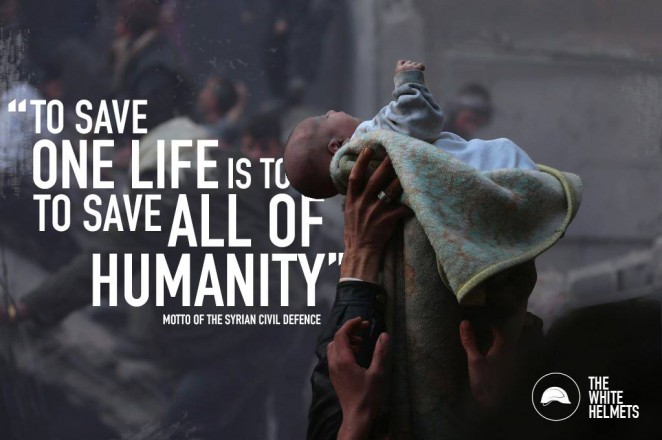 “TO SAVE
ONE LIFE IS TO
TO SAVE ALL OF
HUMANITY”
MOTTO OF THE SYRIAN CIVIL DEFENCE
THE
WHITE
HELMETS